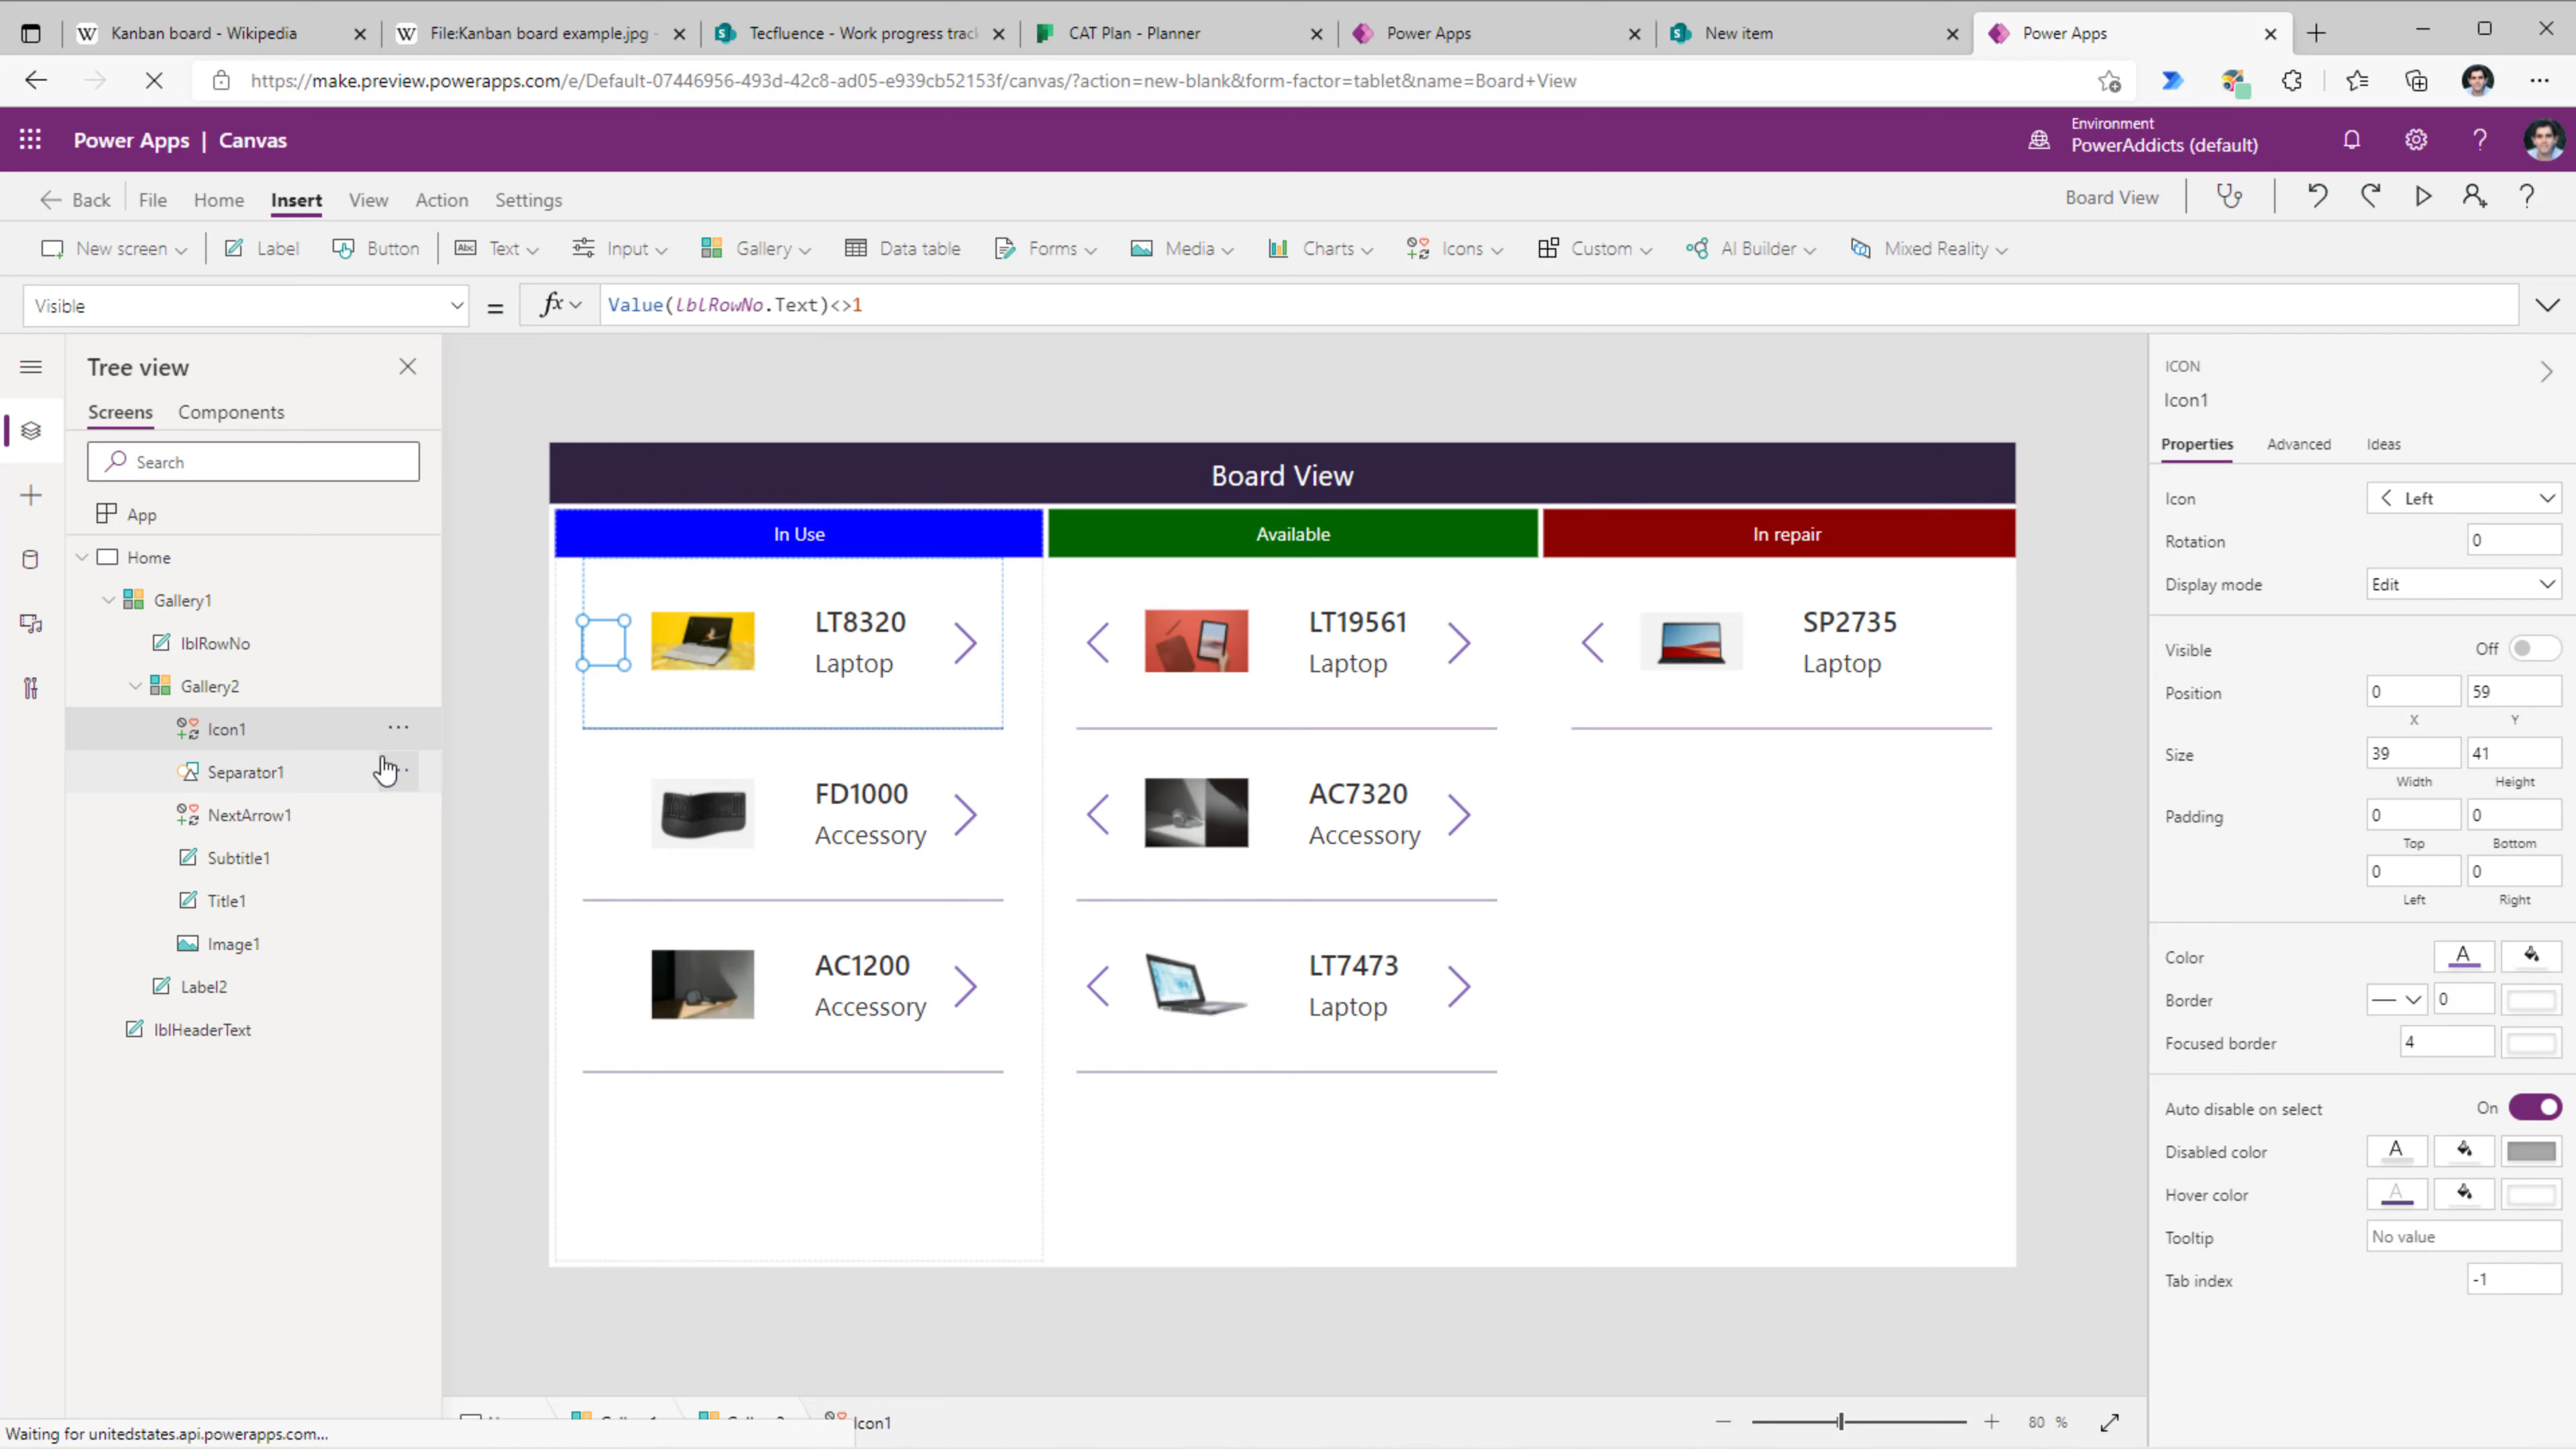 Kanban board - Wikipedia
File:Kanban board example.jpg -
Tecfluence - Work progress track
CAT Plan - Planner
Power Apps
New item
Power Apps
https://make.preview.powerapps.com/e/Default-07446956-493d-42c8-ad05-e939cb52153f/canvas/?action=new-blank&form-factor=tablet&name=Board+View
Power Apps | Canvas
Environment
PowerAddicts (default)
Back File Home Insert View Action Settings
Board View
New screen Label Button Text Input Gallery Data table Forms Media Charts Icons Custom AI Builder Mixed Reality
Visible = fx Value(lblRowNo.Text)<>1
Tree view
Screens Components
Search
App
Home
Gallery1
lblRowNo
Gallery2
Icon1
Separator1
NextArrow1
Subtitle1
Title1
Image1
Label2
lblHeaderText
Board View
In Use Available In repair
LT8320
Laptop
LT19561
Laptop
SP2735
Laptop
FD1000
Accessory
AC7320
Accessory
AC1200
Accessory
LT7473
Laptop
ICON
Icon1
Properties Advanced Ideas
Icon Left
Rotation 0
Display mode Edit
Visible Off
Position 0 59
X Y
Size 39 41
Width Height
Padding 0 0
Top Bottom
0 0
Left Right
Color
Border 0
Focused border 4
Auto disable on select On
Disabled color
Hover color
Tooltip No value
Tab index -1
Icon1
80 %
Waiting for unitedstates.api.powerapps.com...